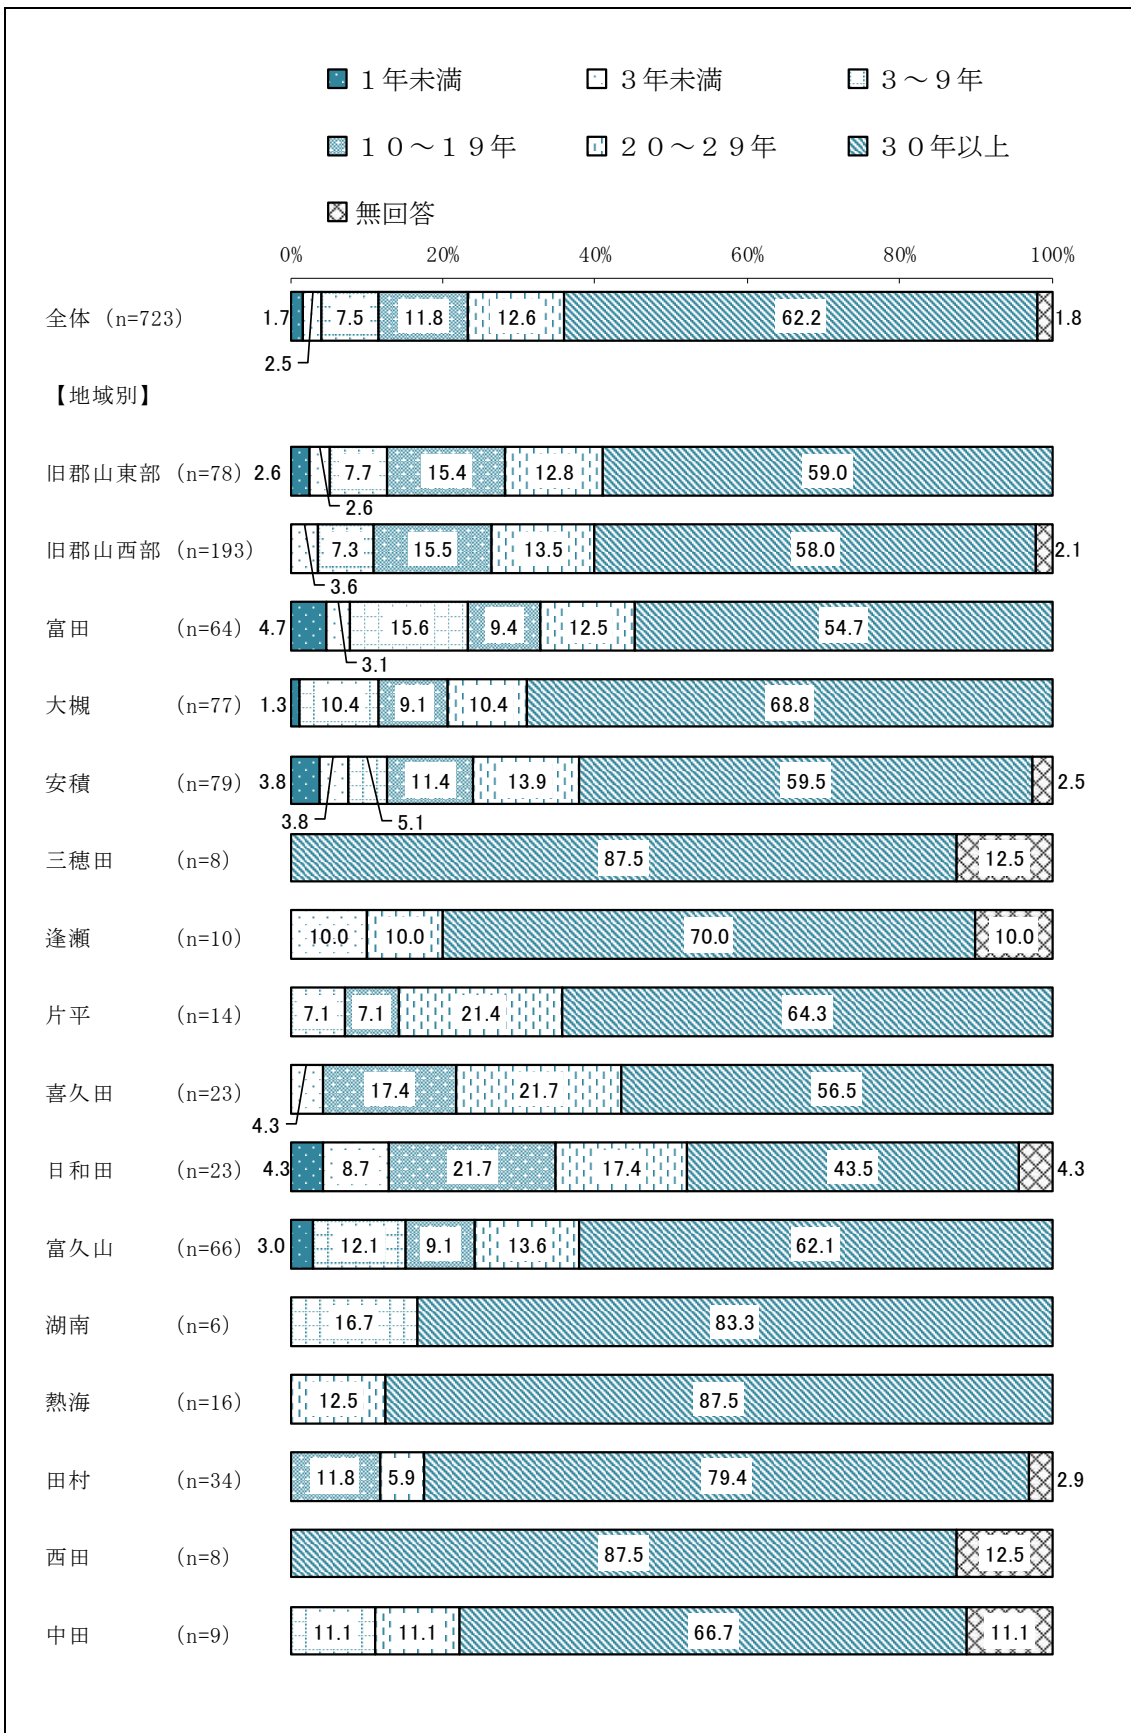 １年未満 ３年未満 ３～９年
１０～１９年 ２０～２９年 ３０年以上
無回答
0% 20% 40% 60% 80% 100%
全体 (n=723) 1.7 7.5 11.8 12.6 62.2 1.8
2.5
【地域別】
旧郡山東部 (n=78) 2.6 7.7 15.4 12.8 59.0
2.6
旧郡山西部 (n=193) 7.3 15.5 13.5 58.0 2.1
3.6
富田 (n=64) 4.7 15.6 9.4 12.5 54.7
3.1
大槻 (n=77) 1.3 10.4 9.1 10.4 68.8
安積 (n=79) 3.8 11.4 13.9 59.5 2.5
3.8 5.1
三穂田 (n=8) 87.5 12.5
逢瀬 (n=10) 10.0 10.0 70.0 10.0
片平 (n=14) 7.1 7.1 21.4 64.3
喜久田 (n=23) 17.4 21.7 56.5
4.3
日和田 (n=23) 4.3 8.7 21.7 17.4 43.5 4.3
富久山 (n=66) 3.0 12.1 9.1 13.6 62.1
湖南 (n=6) 16.7 83.3
熱海 (n=16) 12.5 87.5
田村 (n=34) 11.8 5.9 79.4 2.9
西田 (n=8) 87.5 12.5
中田 (n=9) 11.1 11.1 66.7 11.1